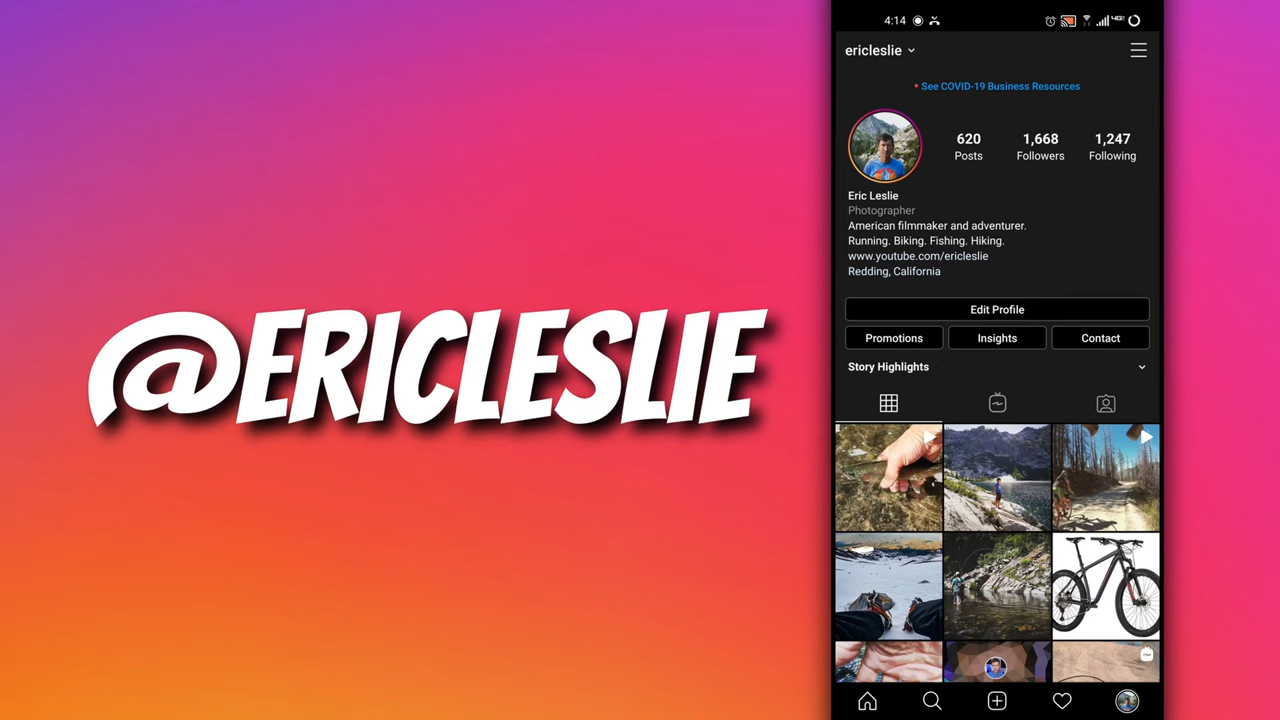 @ERICLESLIE
4:14
4G
ericleslie
See COVID-19 Business Resources
620 1,668 1,247
Posts Followers Following
Eric Leslie
Photographer
American filmmaker and adventurer.
Running. Biking. Fishing. Hiking.
www.youtube.com/ericleslie
Redding, California
Edit Profile
Promotions Insights Contact
Story Highlights